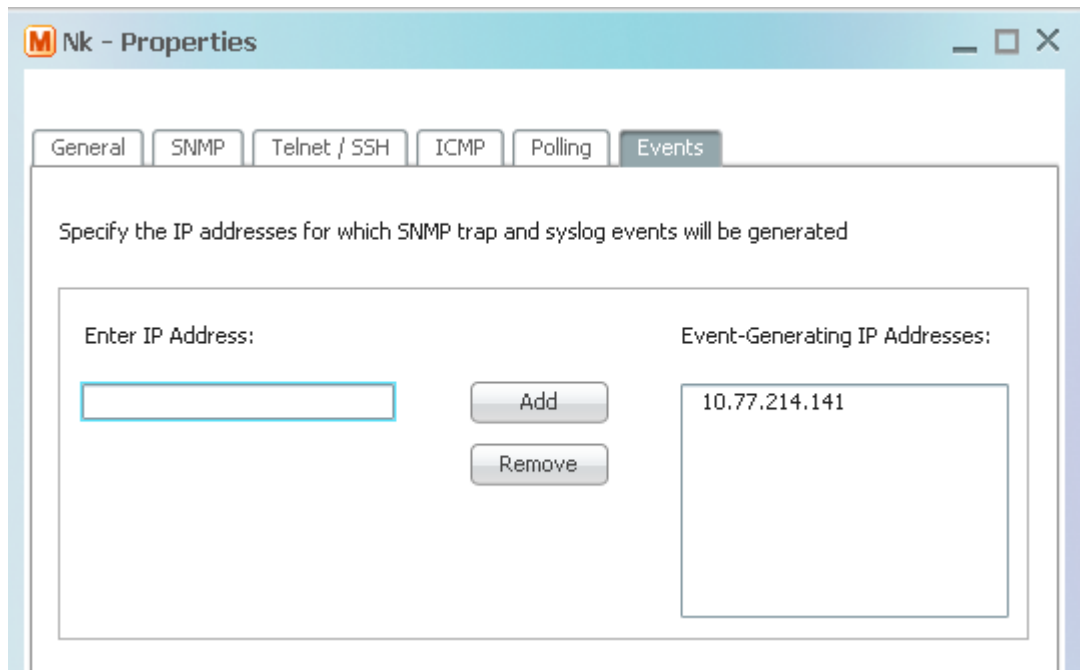 M Nk - Properties
General SNMP Telnet / SSH ICMP Polling Events
Specify the IP addresses for which SNMP trap and syslog events will be generated
Enter IP Address: Event-Generating IP Addresses:
Add 10.77.214.141
Remove